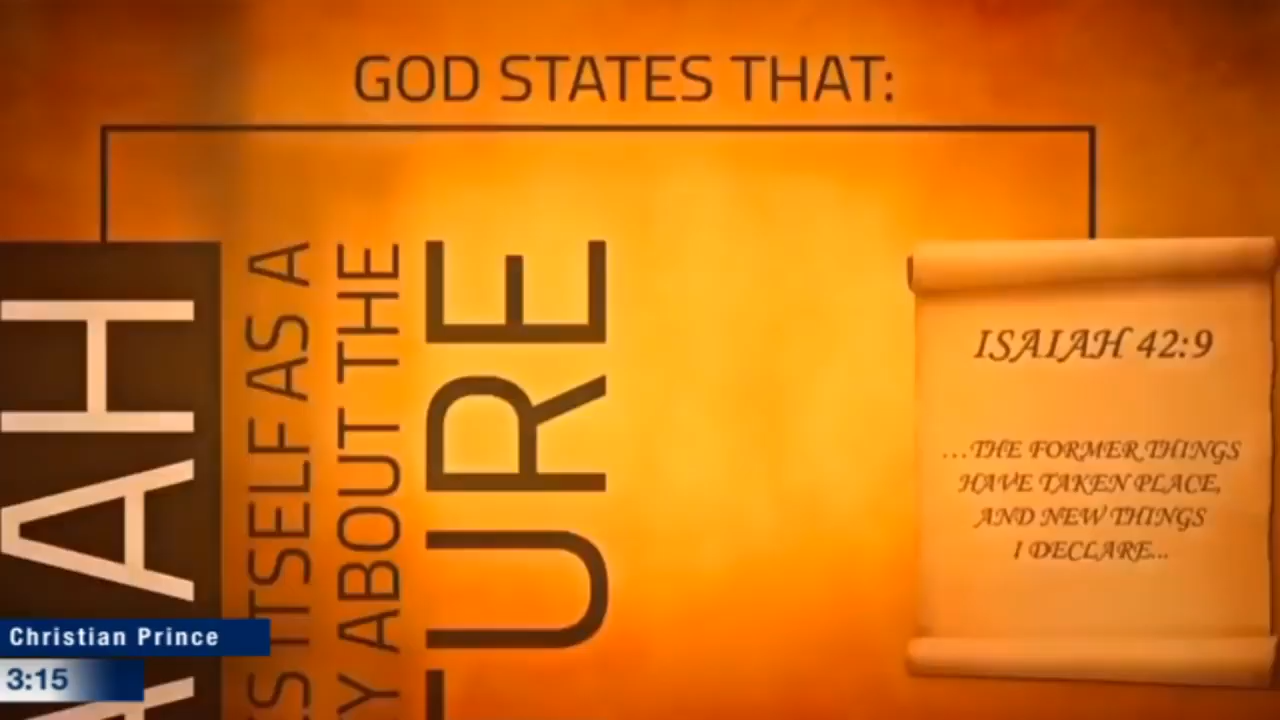 GOD STATES THAT:
AH
ITSELF AS A
ABOUT THE
URE
ISAIAH 42:9
...THE FORMER THINGS
HAVE TAKEN PLACE,
AND NEW THINGS
I DECLARE...
Christian Prince
3:15